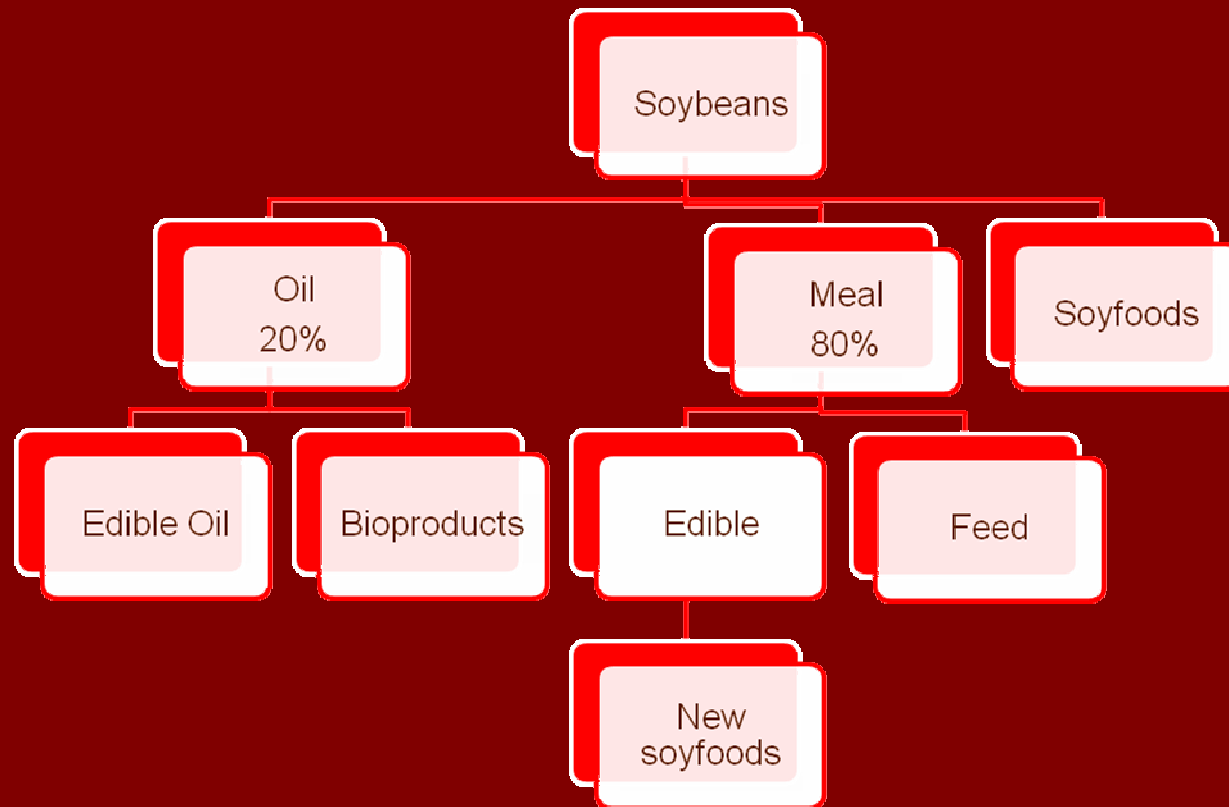 Soybeans
Oil
20%
Meal
80%
Soyfoods
Edible Oil
Bioproducts
Edible
Feed
New
soyfoods